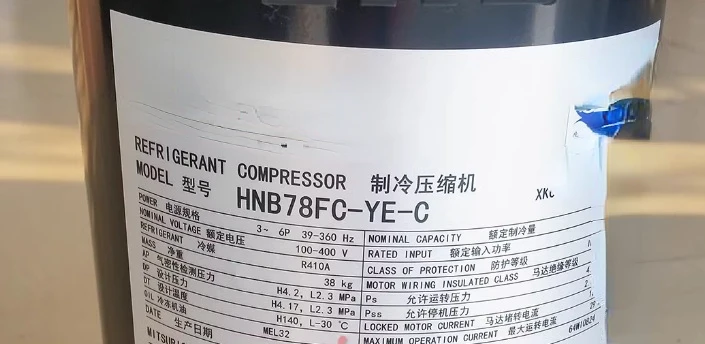 REFRIGERANT COMPRESSOR 制冷压缩机
MODEL 型号 HNB78FC-YE-C
POWER 电源规格 3~ 6P 39-360 Hz
NOMINAL VOLTAGE 额定电压 100-400 V
REFRIGERANT 冷媒 R410A
MASS 净重 38 kg
AP 气密性检测压力 H4.2, L2.3 MPa
DP 设计压力 H4.17, L2.3 MPa
DT 设计温度 H140, L-30 ℃
OIL 冷冻机油 MEL32
DATE 生产日期
NOMINAL CAPACITY 额定制冷量
RATED INPUT 额定输入功率
CLASS OF PROTECTION 防护等级
MOTOR WIRING INSULATED CLASS 马达绝缘等级
Ps 允许运转压力
Pss 允许停机压力
LOCKED MOTOR CURRENT 马达堵转电流
MAXIMUM OPERATION CURRENT 最大运转电流